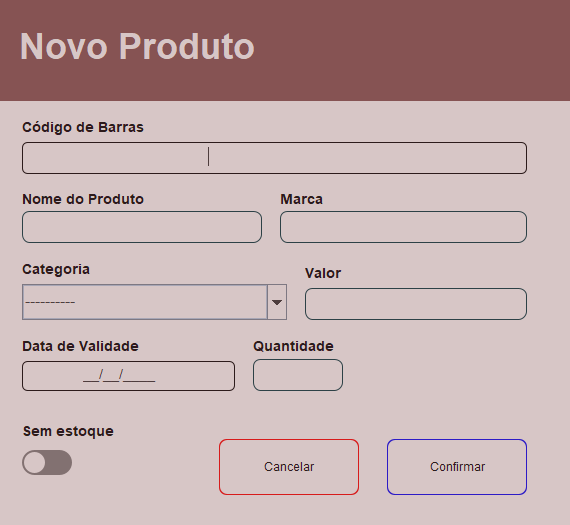 Novo Produto
Código de Barras
Nome do Produto
Marca
Categoria
Valor
----------
Data de Validade
Quantidade
__/__/____
Sem estoque
Cancelar
Confirmar